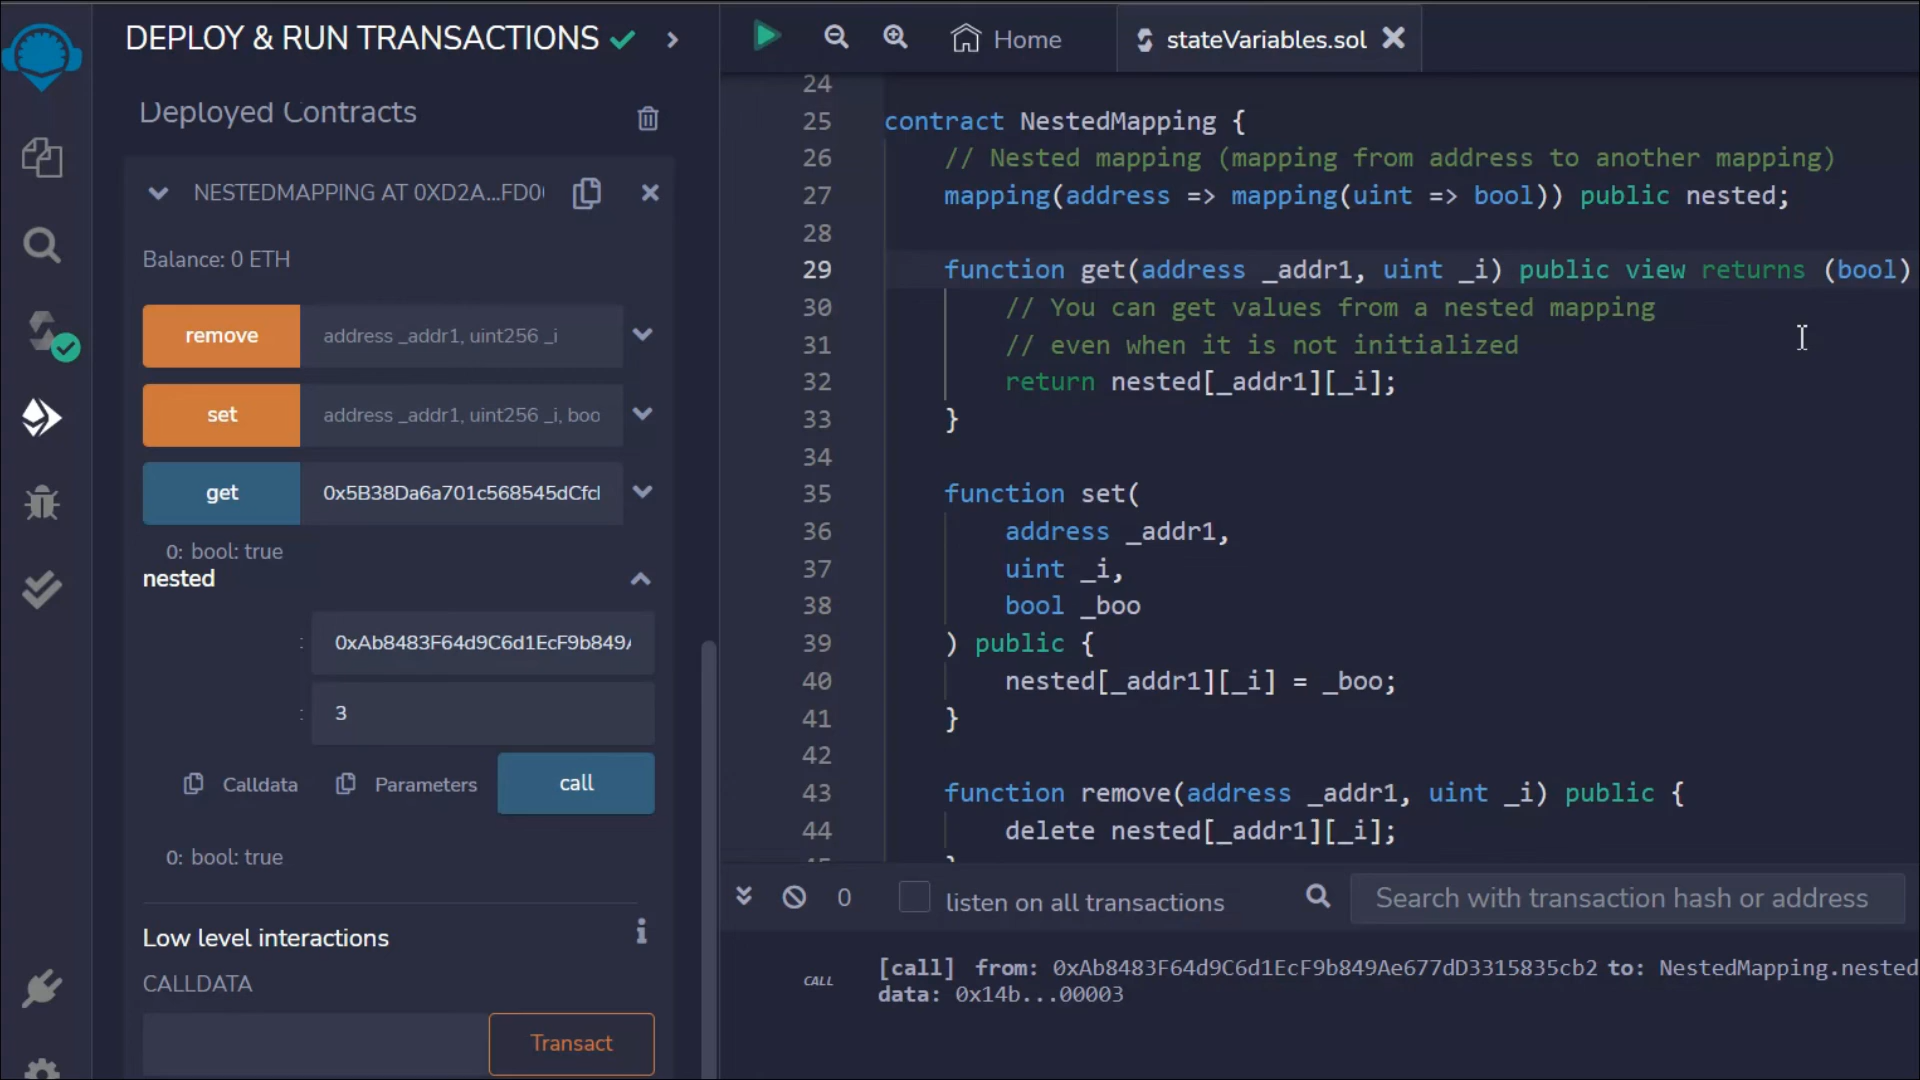 DEPLOY & RUN TRANSACTIONS
Deployed Contracts
NESTEDMAPPING AT 0XD2A...FD0
Balance: 0 ETH
remove
address _addr1, uint256 _i
set
address _addr1, uint256 _i, boo
get
0x5B38Da6a701c568545dCfcl
0: bool: true
nested
: 0xAb8483F64d9C6d1EcF9b849A
: 3
Calldata
Parameters
call
0: bool: true
Low level interactions
CALLDATA
Transact
Home
stateVariables.sol
24
25 contract NestedMapping {
26 // Nested mapping (mapping from address to another mapping)
27 mapping(address => mapping(uint => bool)) public nested;
28
29 function get(address _addr1, uint _i) public view returns (bool)
30 // You can get values from a nested mapping
31 // even when it is not initialized
32 return nested[_addr1][_i];
33 }
34
35 function set(
36 address _addr1,
37 uint _i,
38 bool _boo
39 ) public {
40 nested[_addr1][_i] = _boo;
41 }
42
43 function remove(address _addr1, uint _i) public {
44 delete nested[_addr1][_i];
0
listen on all transactions
Search with transaction hash or address
CALL
[call] from: 0xAb8483F64d9C6d1EcF9b849Ae677dD3315835cb2 to: NestedMapping.nested
data: 0x14b...00003